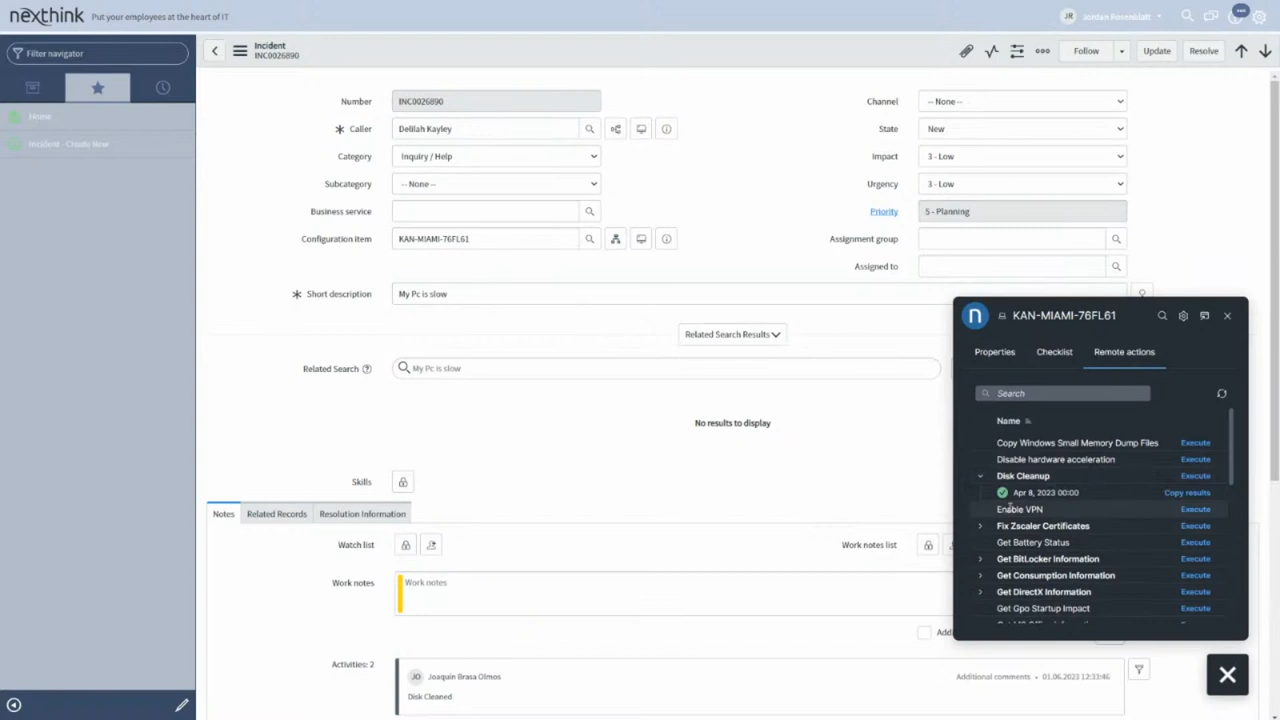 nexthink Put your employees at the heart of IT
JR Jordan Rosenblatt
Filter navigator
Home
Incident - Create New
Incident
INC0026890
Follow
Update
Resolve
Number INC0026890
Caller Delilah Kayley
Category Inquiry / Help
Subcategory -- None --
Business service
Configuration item KAN-MIAMI-76FL61
Short description My Pc is slow
Channel -- None --
State New
Impact 3 - Low
Urgency 3 - Low
Priority 5 - Planning
Assignment group
Assigned to
Related Search Results
Related Search My Pc is slow
No results to display
Skills
Notes Related Records Resolution Information
Watch list
Work notes list
Work notes Work notes
Activities: 2
JO Joaquin Brasa Olmos Additional comments • 01.06.2023 12:33:46
Disk Cleaned
n KAN-MIAMI-76FL61
Properties Checklist Remote actions
Search
Name
Copy Windows Small Memory Dump Files Execute
Disable hardware acceleration Execute
Disk Cleanup Execute
Apr 8, 2023 00:00 Copy results
Enable VPN Execute
Fix Zscaler Certificates Execute
Get Battery Status Execute
Get BitLocker Information Execute
Get Consumption Information Execute
Get DirectX Information Execute
Get Gpo Startup Impact Execute